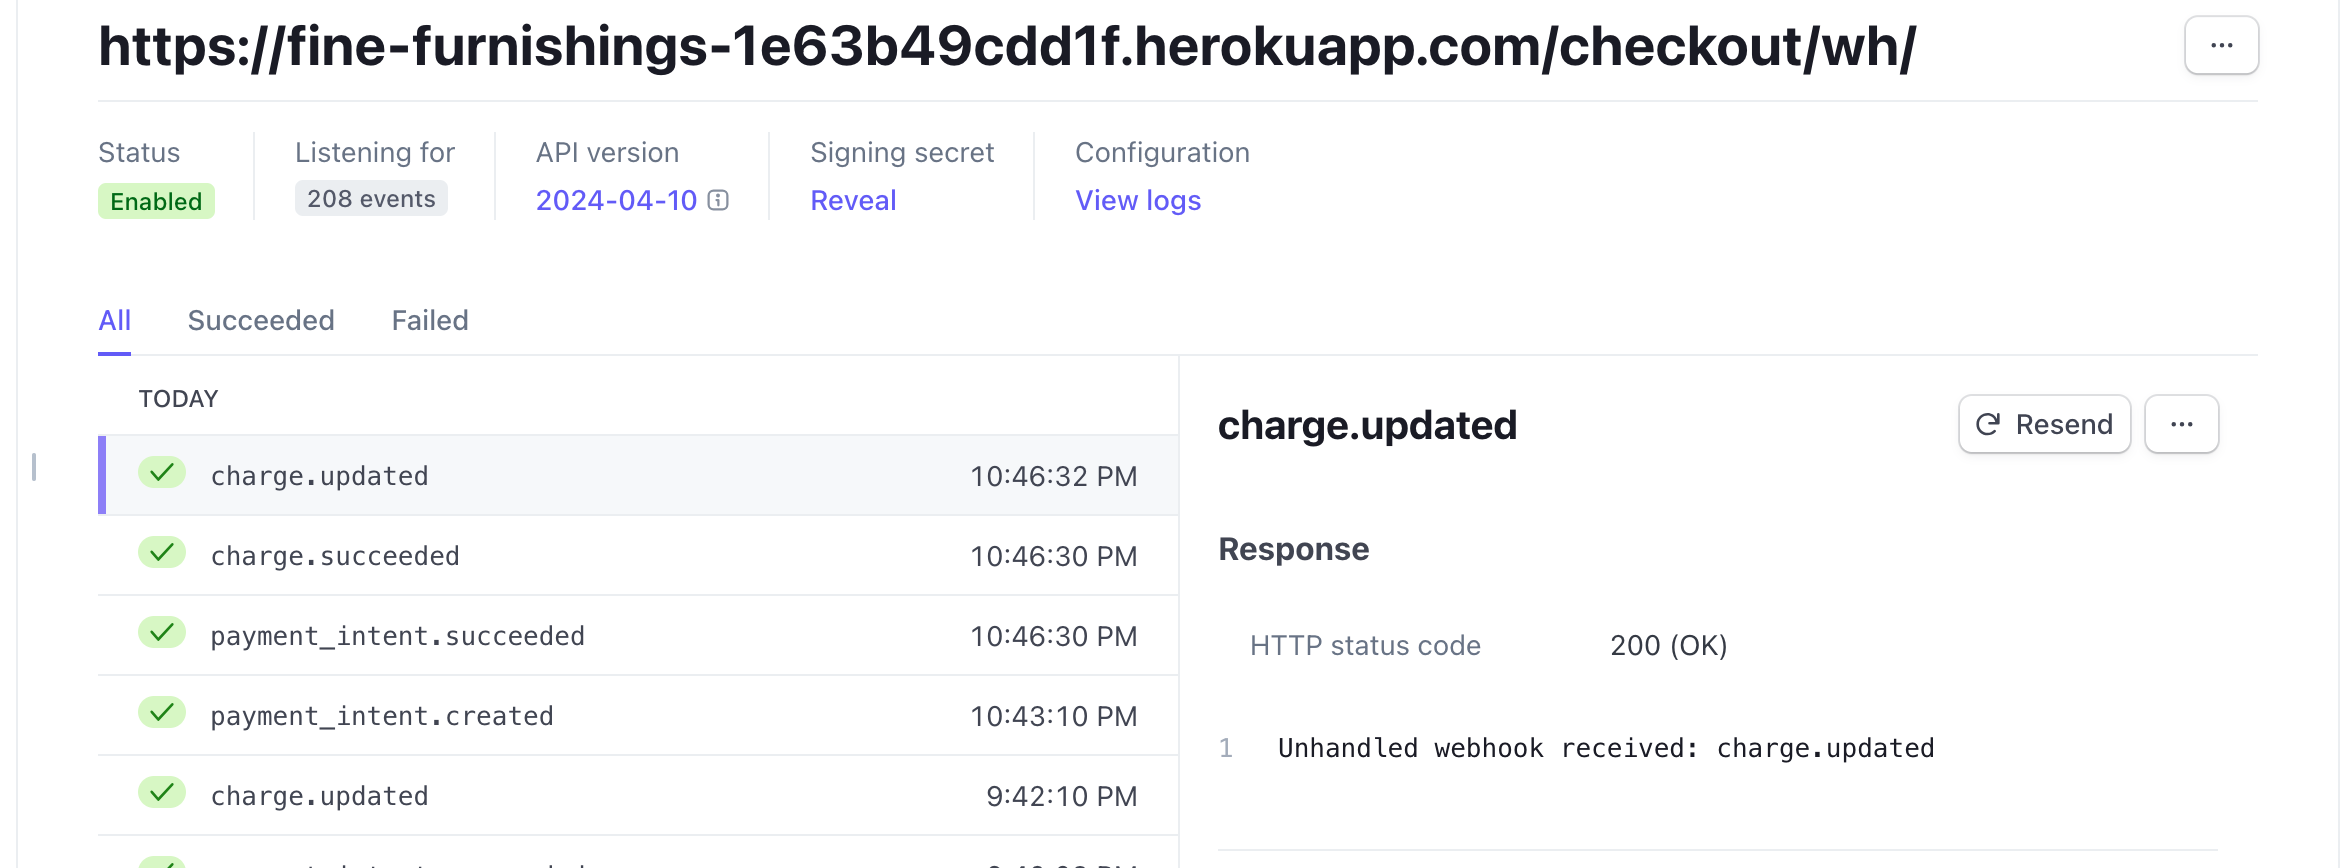 https://fine-furnishings-1e63b49cdd1f.herokuapp.com/checkout/wh/
Status
Enabled
Listening for
208 events
API version
2024-04-10
Signing secret
Reveal
Configuration
View logs
All Succeeded Failed
TODAY
charge.updated 10:46:32 PM
charge.succeeded 10:46:30 PM
payment_intent.succeeded 10:46:30 PM
payment_intent.created 10:43:10 PM
charge.updated 9:42:10 PM
charge.updated
Resend
Response
HTTP status code 200 (OK)
1 Unhandled webhook received: charge.updated